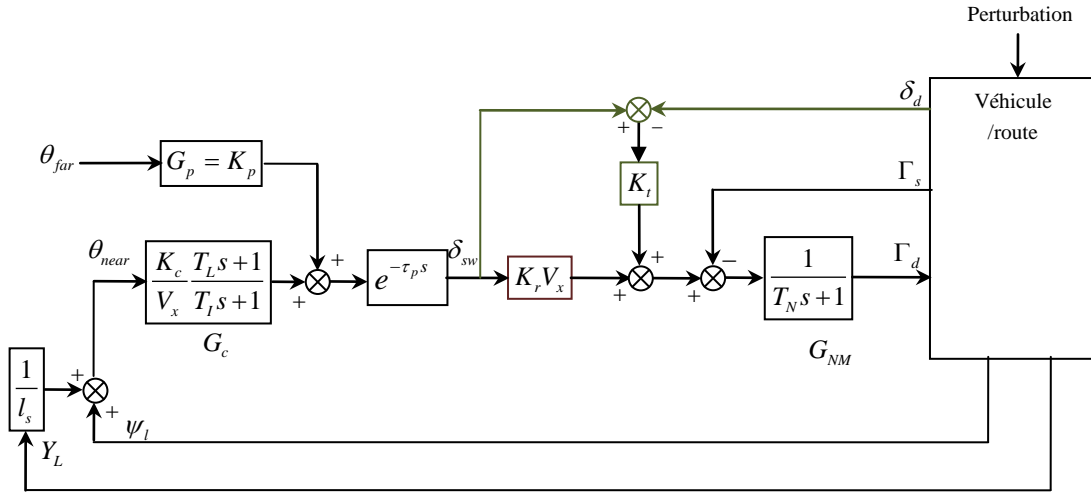 Perturbation
Véhicule
/route
δ_d
+ −
θ_far
G_p = K_p
K_t
Γ_s
θ_near
K_c/V_x T_L s+1/T_I s+1
G_c
+
+
e^{−τ_p s}
δ_sw
K_r V_x
+
+
−
+
1/T_N s+1
G_NM
Γ_d
1/l_s
+
+
ψ_l
Y_L